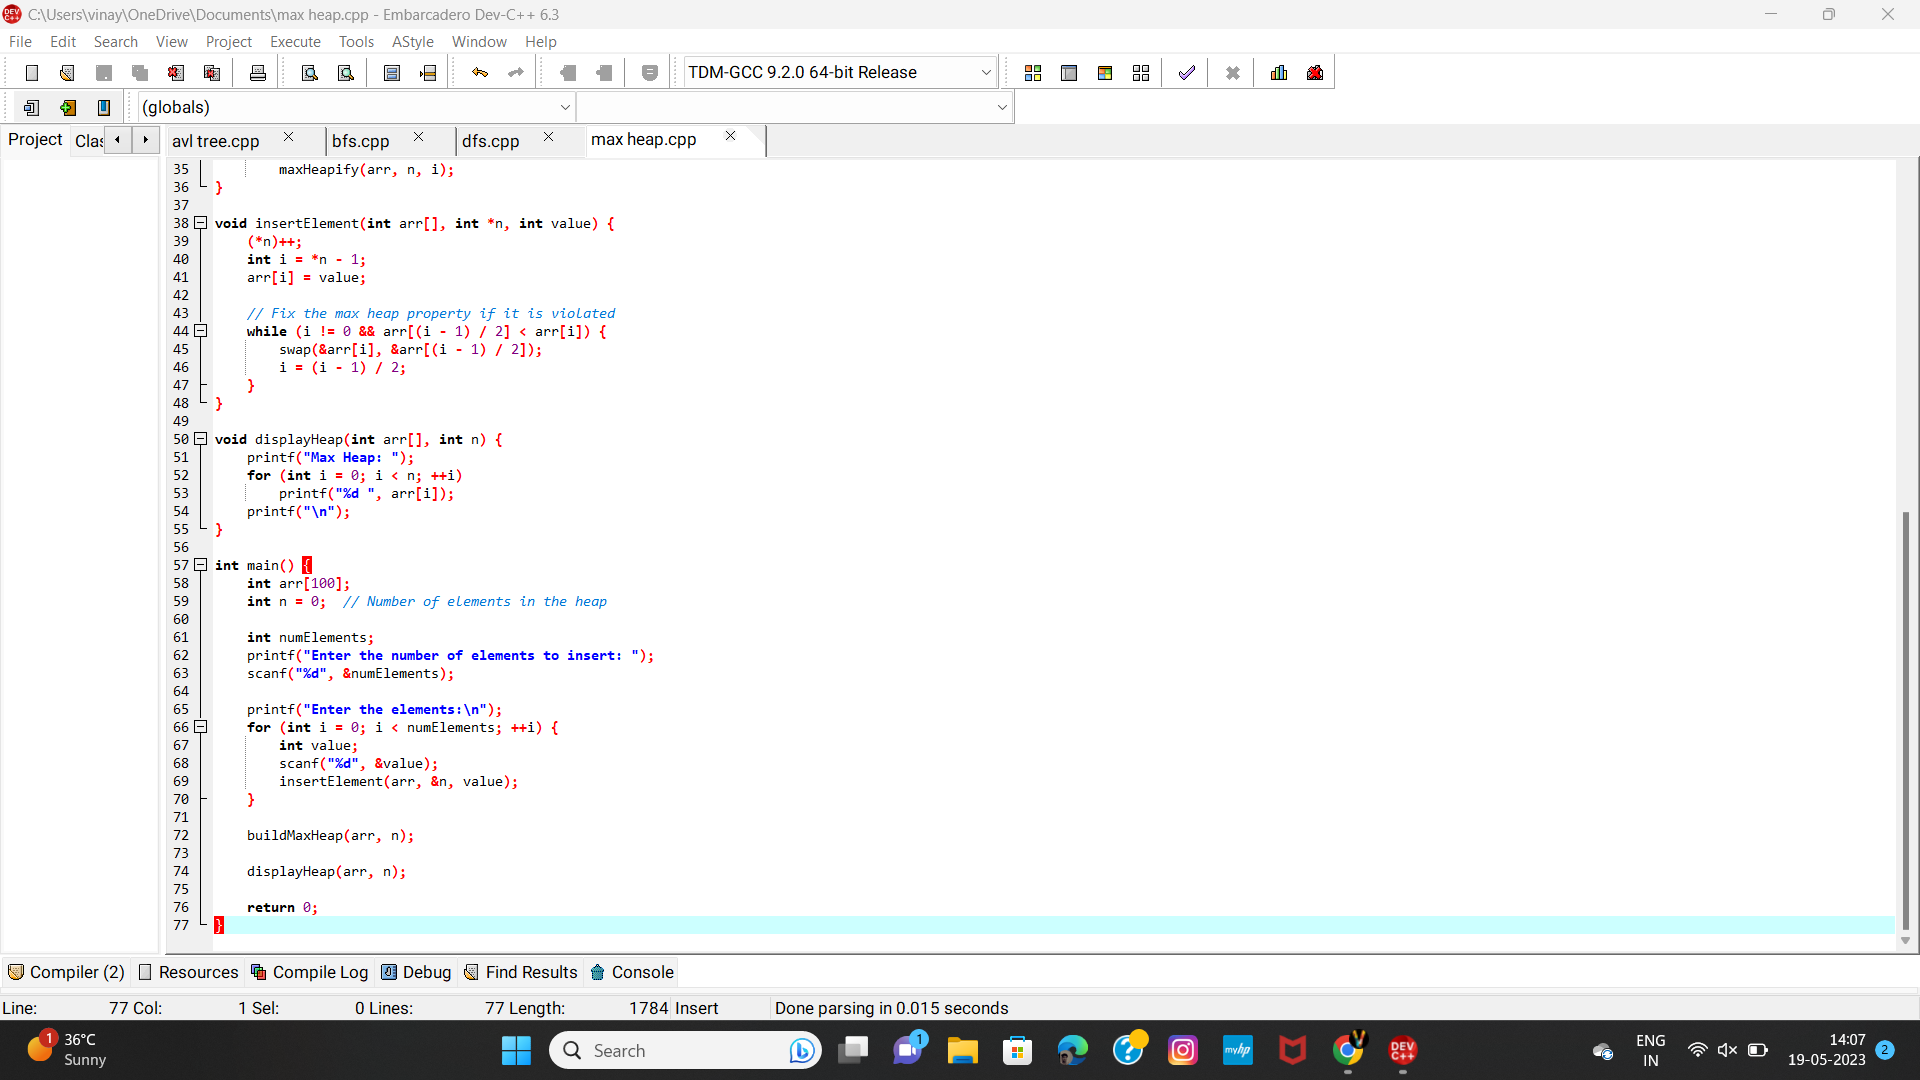 C:\Users\vinay\OneDrive\Documents\max heap.cpp - Embarcadero Dev-C++ 6.3
File Edit Search View Project Execute Tools AStyle Window Help
TDM-GCC 9.2.0 64-bit Release
(globals)
Project Clas avl tree.cpp bfs.cpp dfs.cpp max heap.cpp
35 maxHeapify(arr, n, i);
36 }
37
38 void insertElement(int arr[], int *n, int value) {
39 (*n)++;
40 int i = *n - 1;
41 arr[i] = value;
42
43 // Fix the max heap property if it is violated
44 while (i != 0 && arr[(i - 1) / 2] < arr[i]) {
45 swap(&arr[i], &arr[(i - 1) / 2]);
46 i = (i - 1) / 2;
47 }
48 }
49
50 void displayHeap(int arr[], int n) {
51 printf("Max Heap: ");
52 for (int i = 0; i < n; ++i)
53 printf("%d ", arr[i]);
54 printf("\n");
55 }
56
57 int main() {
58 int arr[100];
59 int n = 0; // Number of elements in the heap
60
61 int numElements;
62 printf("Enter the number of elements to insert: ");
63 scanf("%d", &numElements);
64
65 printf("Enter the elements:\n");
66 for (int i = 0; i < numElements; ++i) {
67 int value;
68 scanf("%d", &value);
69 insertElement(arr, &n, value);
70 }
71
72 buildMaxHeap(arr, n);
73
74 displayHeap(arr, n);
75
76 return 0;
77 }
Compiler (2) Resources Compile Log Debug Find Results Console
Line: 77 Col: 1 Sel: 0 Lines: 77 Length: 1784 Insert Done parsing in 0.015 seconds
1 36°C
Sunny
Search
1
myhp
DEV C++
ENG
IN
14:07
19-05-2023
2